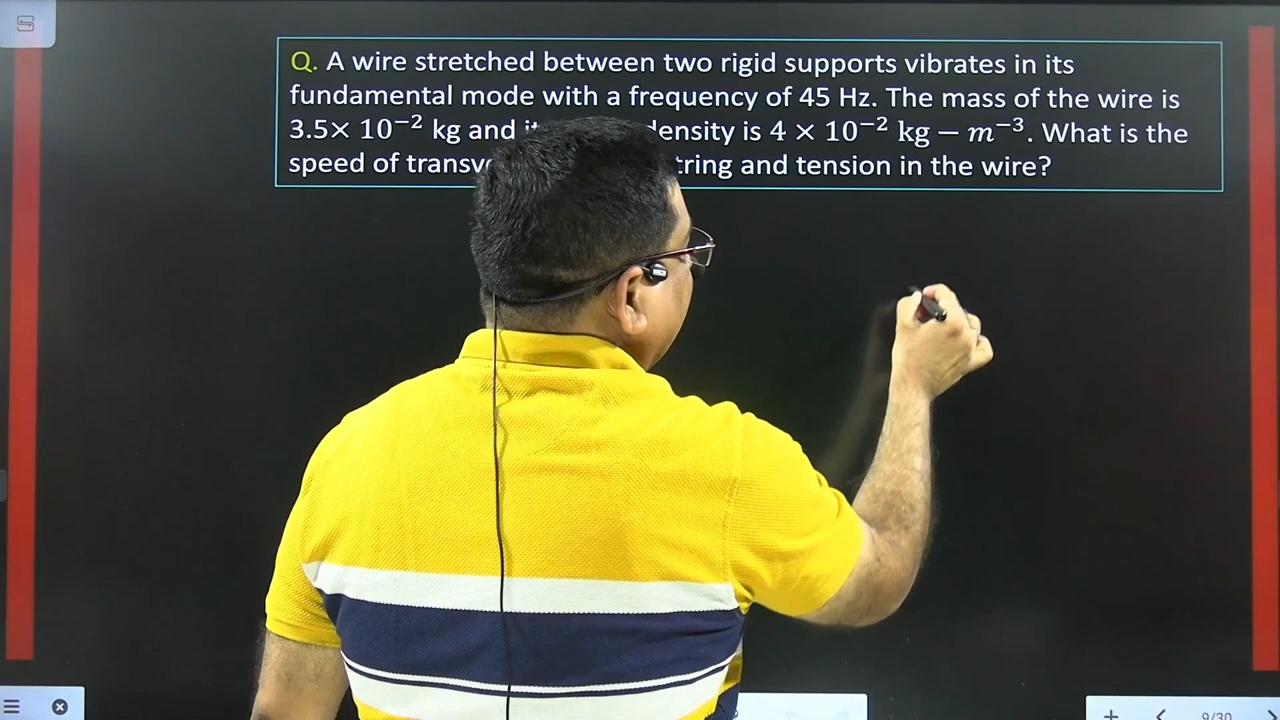 Q. A wire stretched between two rigid supports vibrates in its
fundamental mode with a frequency of 45 Hz. The mass of the wire is
3.5× 10⁻² kg and density is 4 × 10⁻² kg − m⁻³. What is the
speed of and tension in the wire?
9/30